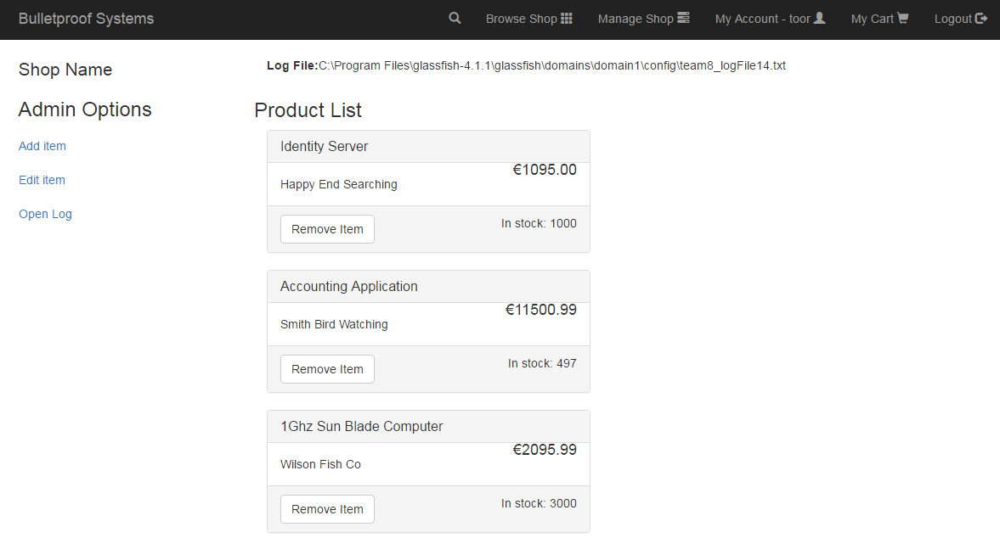 Bulletproof Systems Browse Shop Manage Shop My Account - toor My Cart Logout
Shop Name
Admin Options
Add item
Edit item
Open Log
Log File:C:\Program Files\glassfish-4.1.1\glassfish\domains\domain1\config\team8_logFile14.txt
Product List
Identity Server
€1095.00
Happy End Searching
Remove Item In stock: 1000
Accounting Application
€11500.99
Smith Bird Watching
Remove Item In stock: 497
1Ghz Sun Blade Computer
€2095.99
Wilson Fish Co
Remove Item In stock: 3000